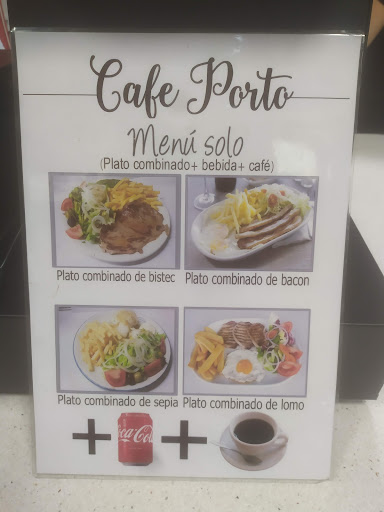 Cafe Porto
Menú solo
(Plato combinado+ bebida+ café)
Plato combinado de bistec Plato combinado de bacon
Plato combinado de sepia Plato combinado de lomo
+ Coca-Cola +